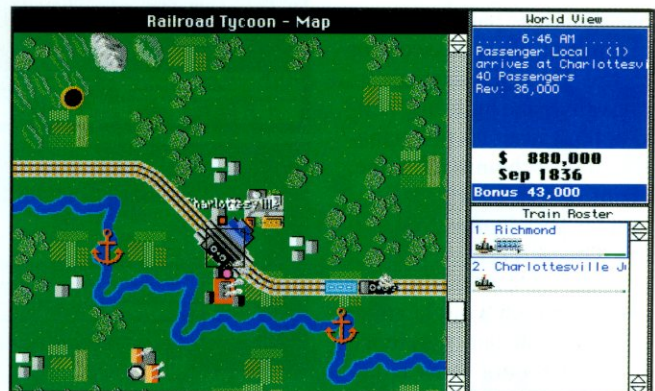 Railroad Tycoon - Map
World View
..... 6:46 AM .....
Passenger Local (1)
arrives at Charlottesvi
40 Passengers
Rev: 36,000
$ 880,000
Sep 1836
Bonus 43,000
Train Roster
1. Richmond
2. Charlottesville J
Charlottesville